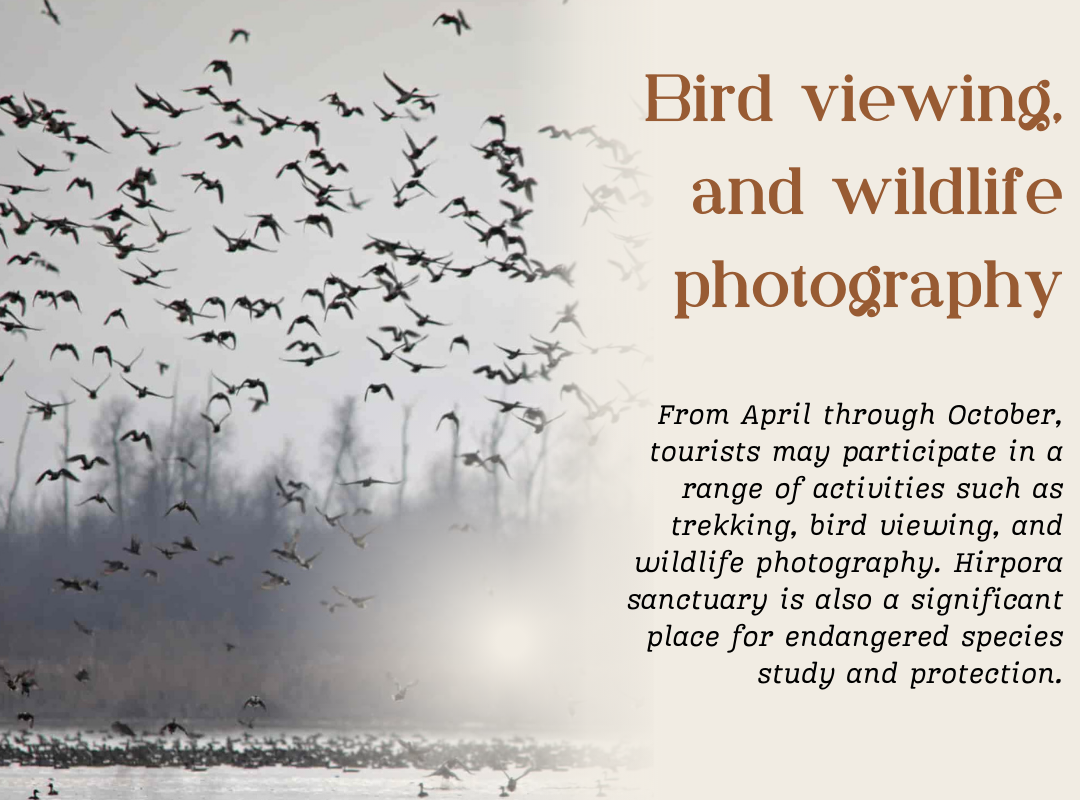 Bird viewing,
and wildlife
photography
From April through October,
tourists may participate in a
range of activities such as
trekking, bird viewing, and
wildlife photography. Hirpora
sanctuary is also a significant
place for endangered species
study and protection.